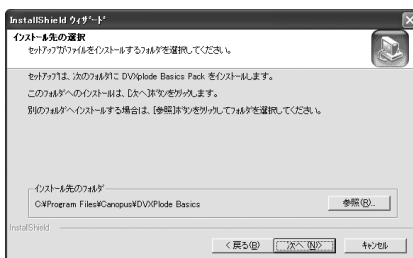 InstallShield ウィザード
インストール先の選択
セットアップがファイルをインストールするフォルダを選択してください。
セットアップは、次のフォルダに DVXplode Basics Pack をインストールします。
このフォルダへのインストールは、[次へ]ボタンをクリックします。
別のフォルダへインストールする場合は、[参照]ボタンをクリックしてフォルダを選択してください。
インストール先のフォルダ
C:¥Program Files¥Canopus¥DVXPlode Basics
参照(R)...
InstallShield
< 戻る(B)
次へ(N) >
キャンセル